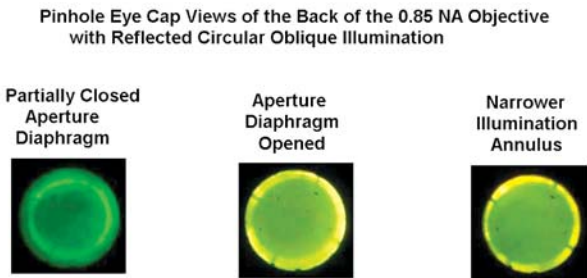 Pinhole Eye Cap Views of the Back of the 0.85 NA Objective
with Reflected Circular Oblique Illumination
Partially Closed
Aperture
Diaphragm
Aperture
Diaphragm
Opened
Narrower
Illumination
Annulus